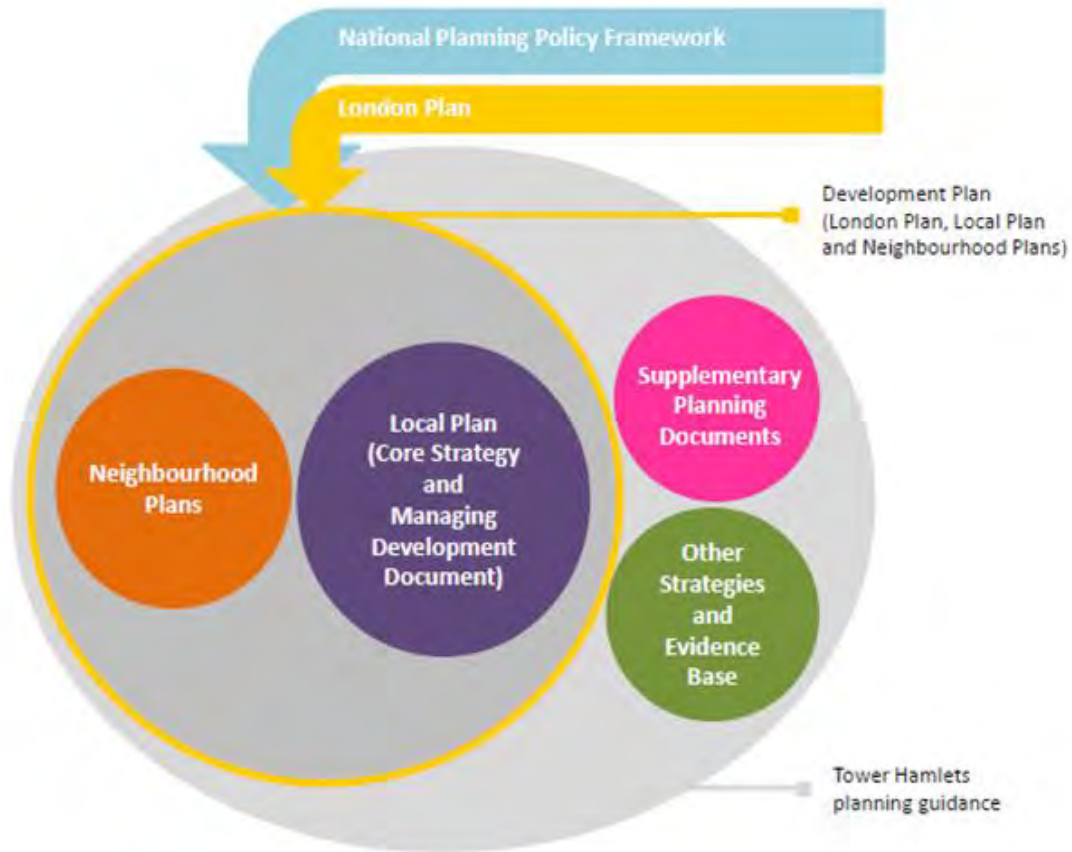 National Planning Policy Framework
London Plan
Development Plan
(London Plan, Local Plan
and Neighbourhood Plans)
Supplementary
Planning
Documents
Local Plan
(Core Strategy
and
Managing
Development
Document)
Neighbourhood
Plans
Other
Strategies
and
Evidence
Base
Tower Hamlets
planning guidance